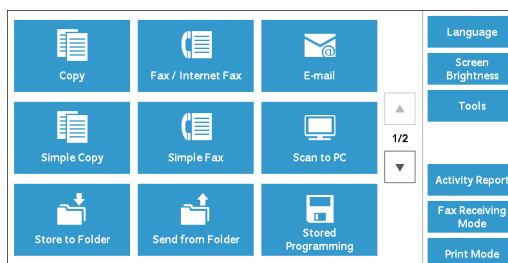 Copy
Fax / Internet Fax
E-mail
Simple Copy
Simple Fax
Scan to PC
Store to Folder
Send from Folder
Stored
Programming
1/2
Language
Screen
Brightness
Tools
Activity Report
Fax Receiving
Mode
Print Mode